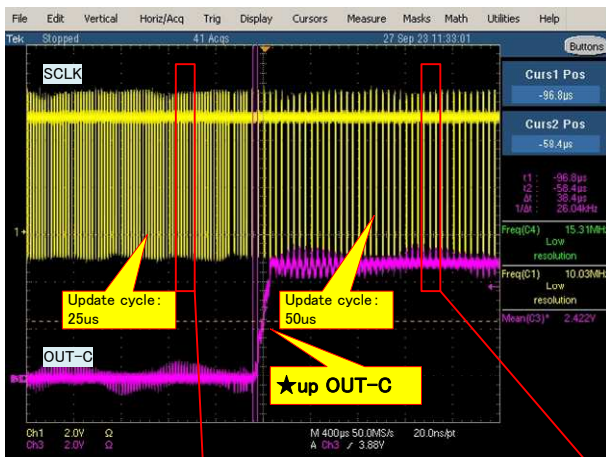 File Edit Vertical Horiz/Acq Trig Display Cursors Measure Masks Math Utilities Help
Tek Stopped 41 Acqs 27 Sep 23 11:33:01
Buttons
SCLK
Curs1 Pos
-96.8µs
Curs2 Pos
-58.4µs
t1: -96.8µs
t2: -58.4µs
Δt: 38.4µs
1/Δt: 26.04kHz
Freq(C4) 15.31MHz
Low
resolution
Freq(C1) 10.03MHz
Low
resolution
Mean(C3)* 2.422V
Update cycle:
25us
Update cycle:
50us
OUT-C
★up OUT-C
Ch1 2.0V Ω
Ch3 2.0V Ω
M 400µs 50.0MS/s 20.0ns/pt
A Ch3 ∕ 3.88V